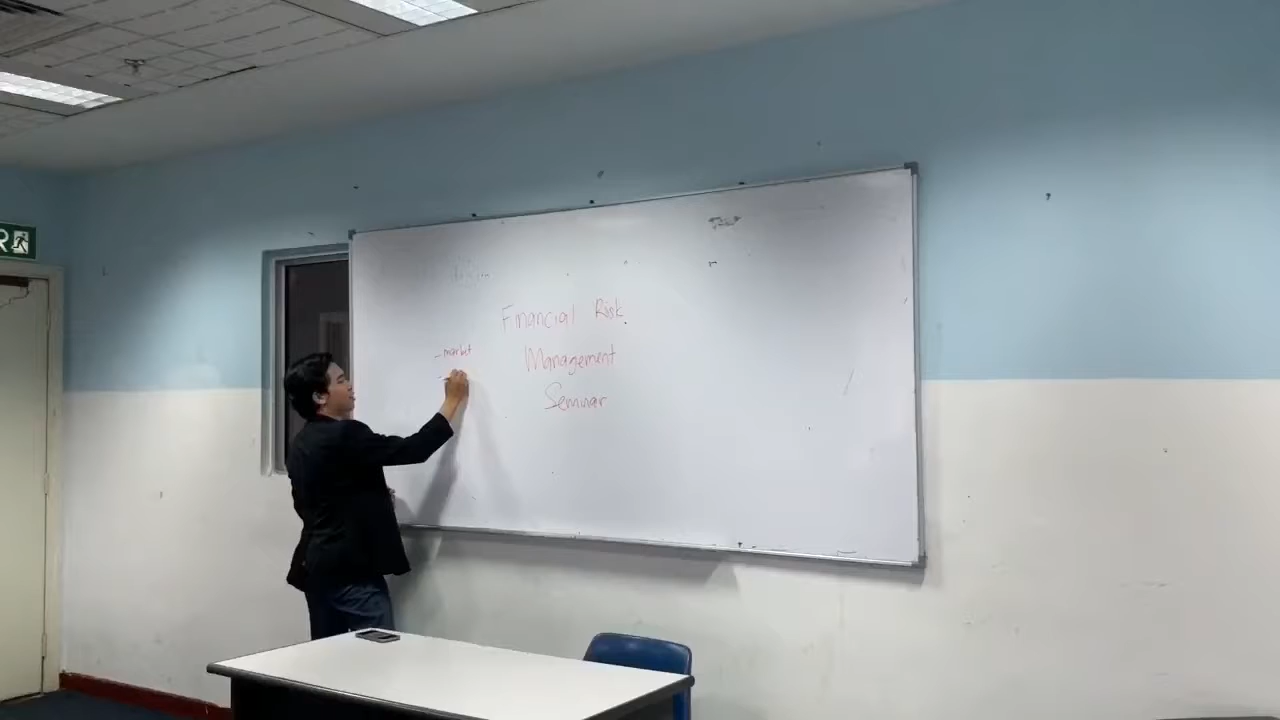 Financial Risk
- market
Management
-
Seminar